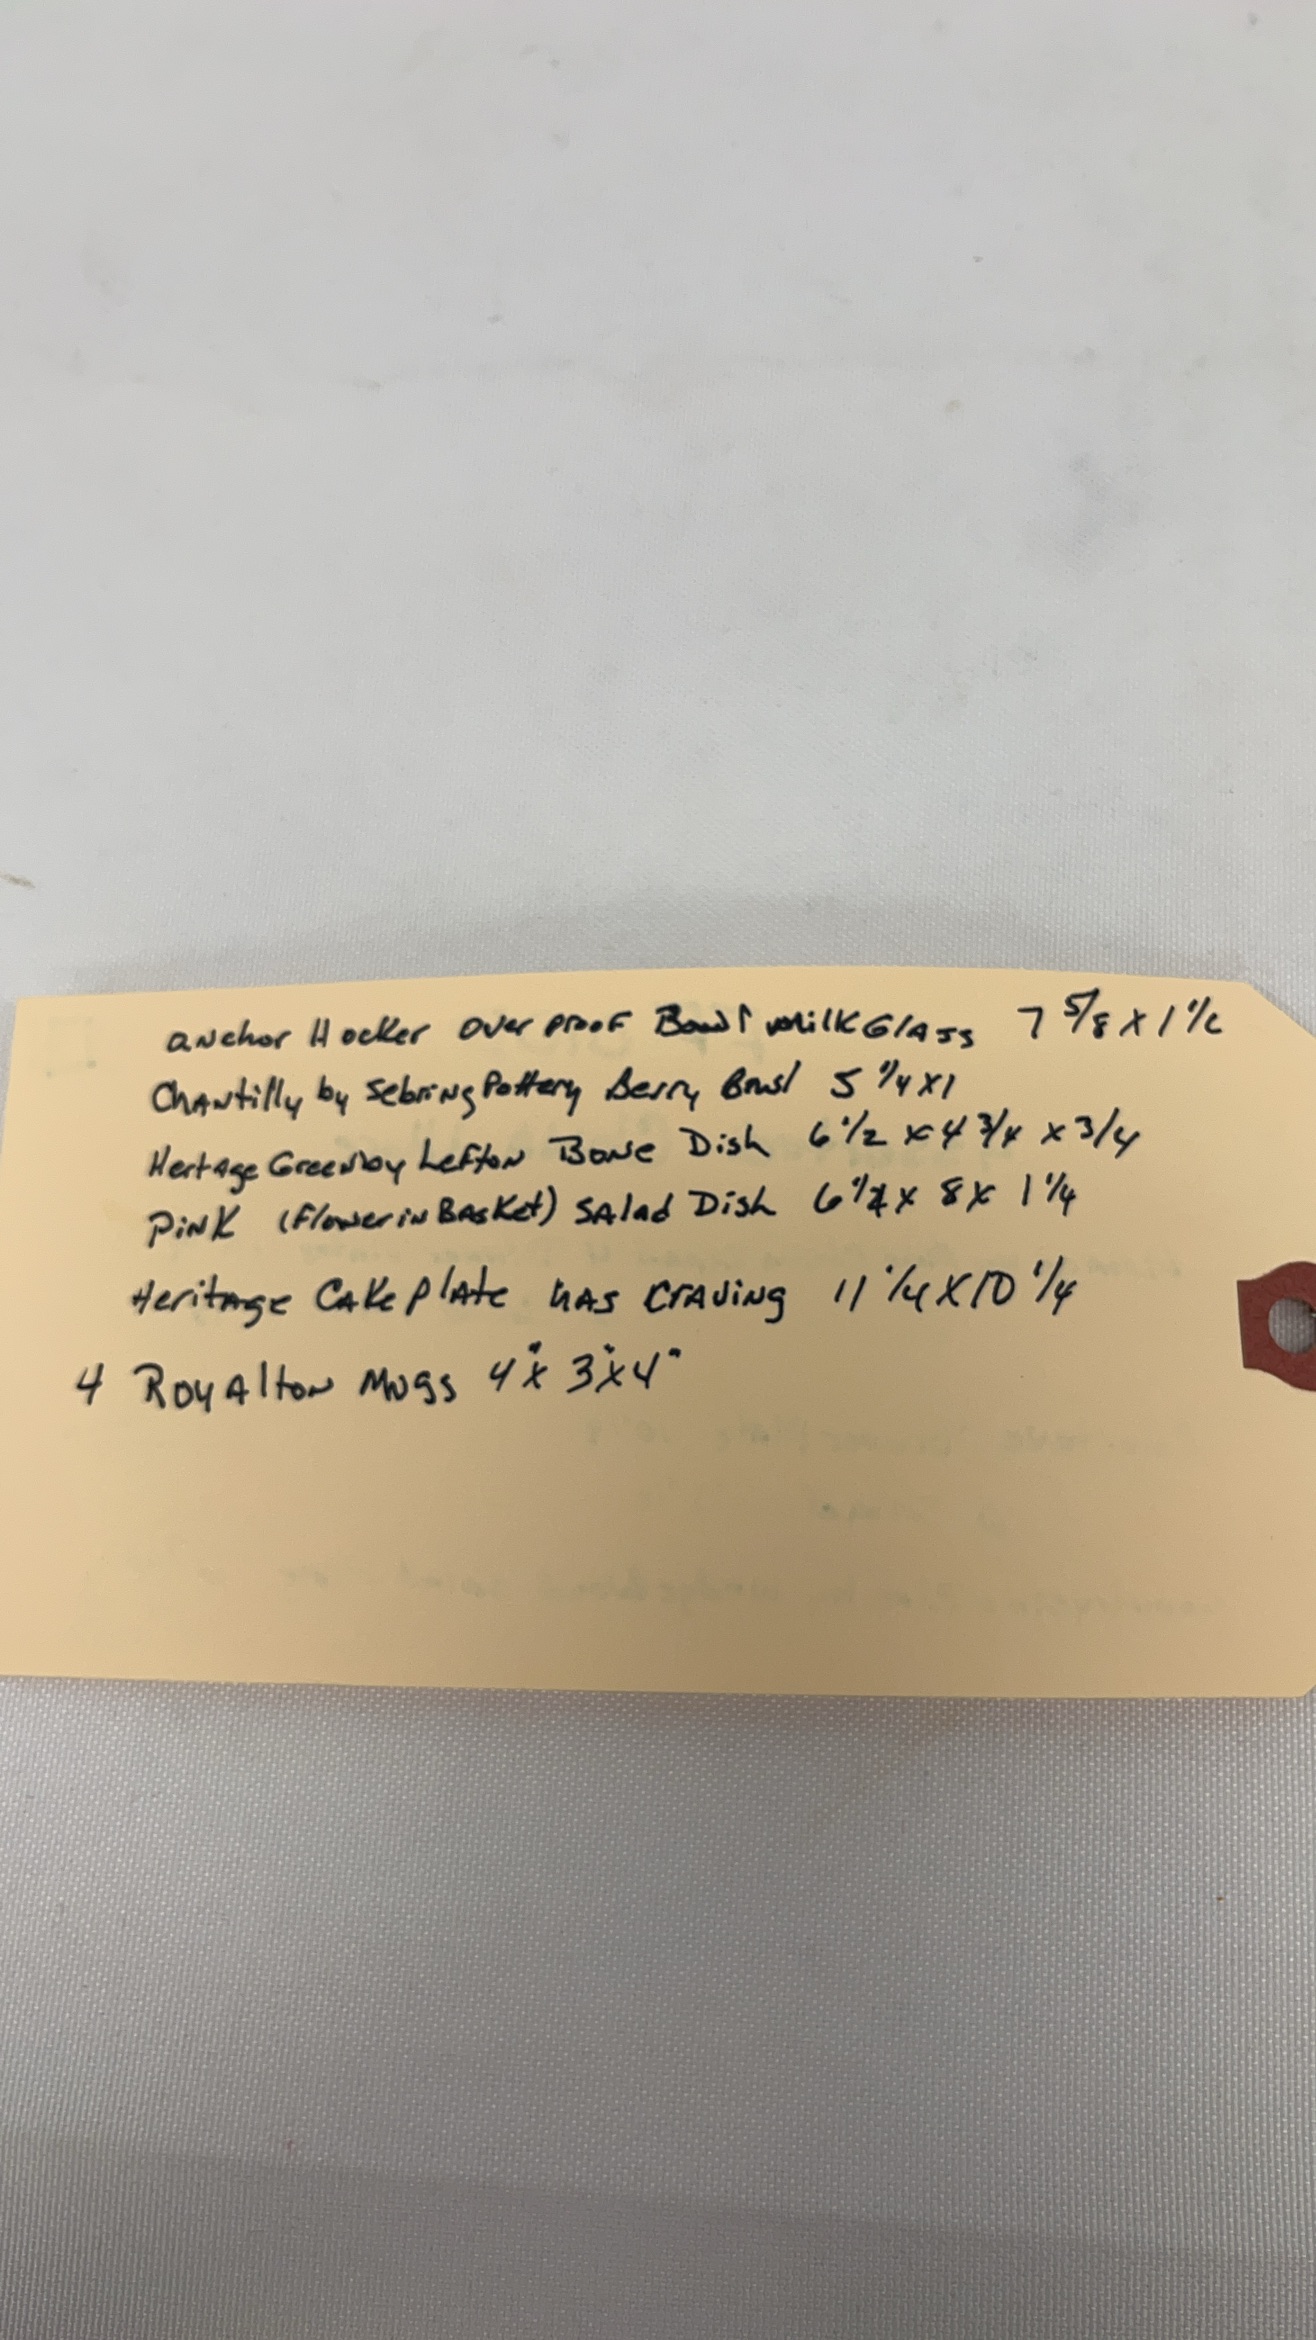 anchor Hocker over proof Bowl milk Glass 7 5/8 x 1 1/2
Chantilly by Sebring Pottery Berry Bowl 5 1/4 x 1
Hertage Green by Lefton Bone Dish 6 1/2 x 4 3/4 x 3/4
Pink (Flower in Basket) Salad Dish 6 x 8 x 1 1/4
Heritage Cake Plate has Craving 11 1/4 x 10 1/4
4 Royalton Mugs 4" x 3" x 4"